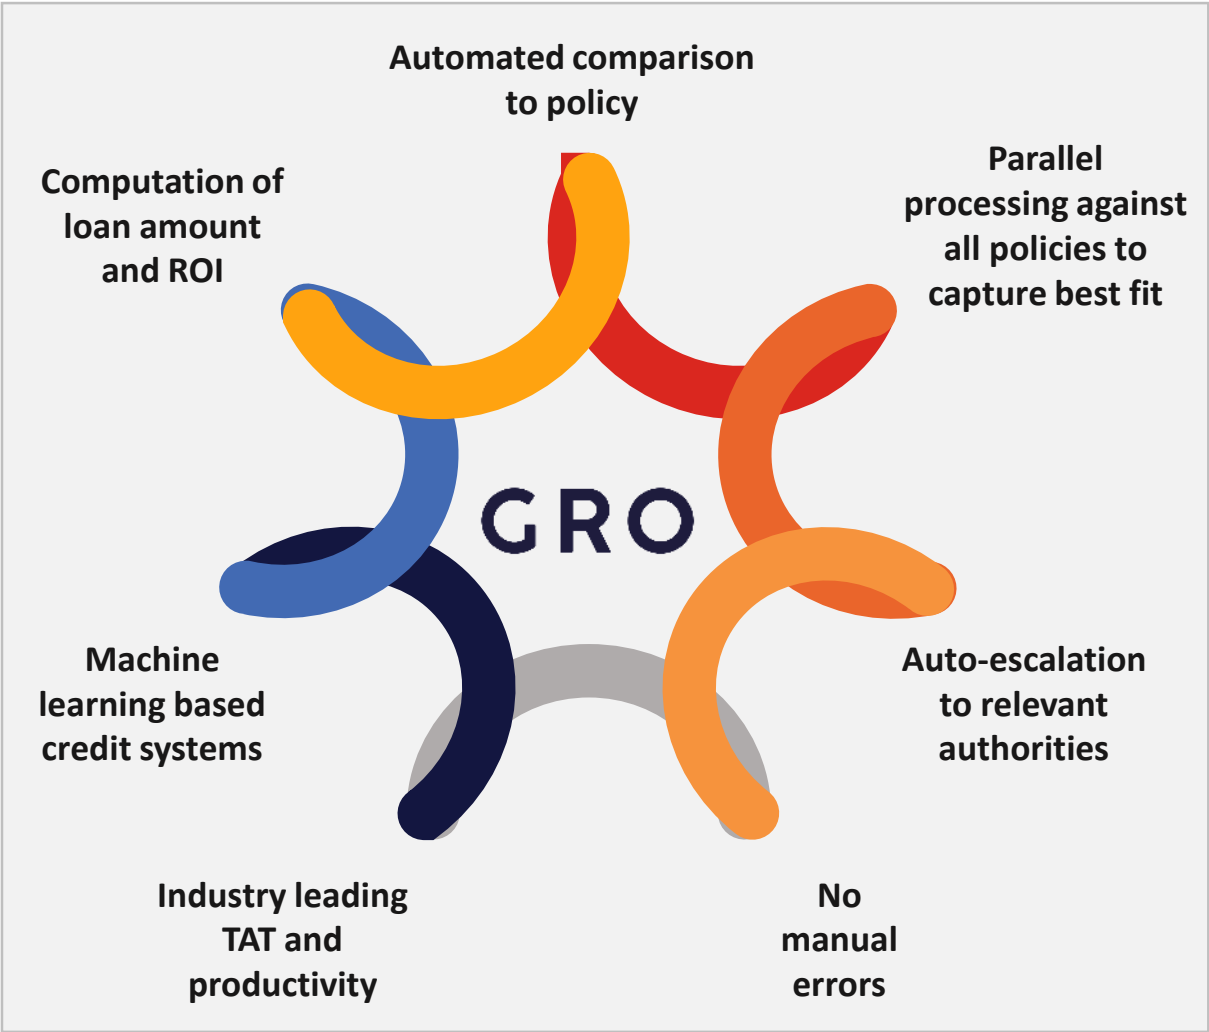 Automated comparison
to policy
Parallel
processing against
all policies to
capture best fit
Computation of
loan amount
and ROI
GRO
Machine
learning based
credit systems
Auto-escalation
to relevant
authorities
Industry leading
TAT and
productivity
No
manual
errors